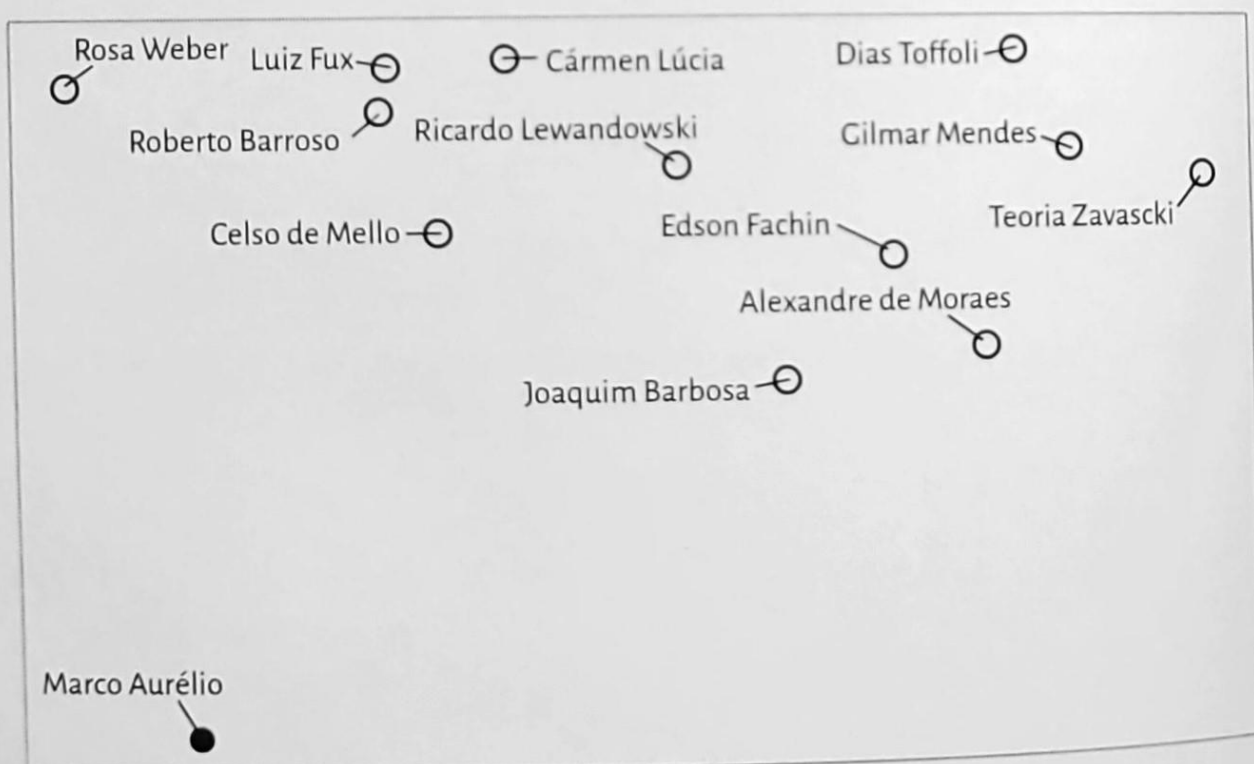 Rosa Weber
Luiz Fux
Cármen Lúcia
Dias Toffoli
Roberto Barroso
Ricardo Lewandowski
Gilmar Mendes
Teoria Zavascki
Celso de Mello
Edson Fachin
Alexandre de Moraes
Joaquim Barbosa
Marco Aurélio